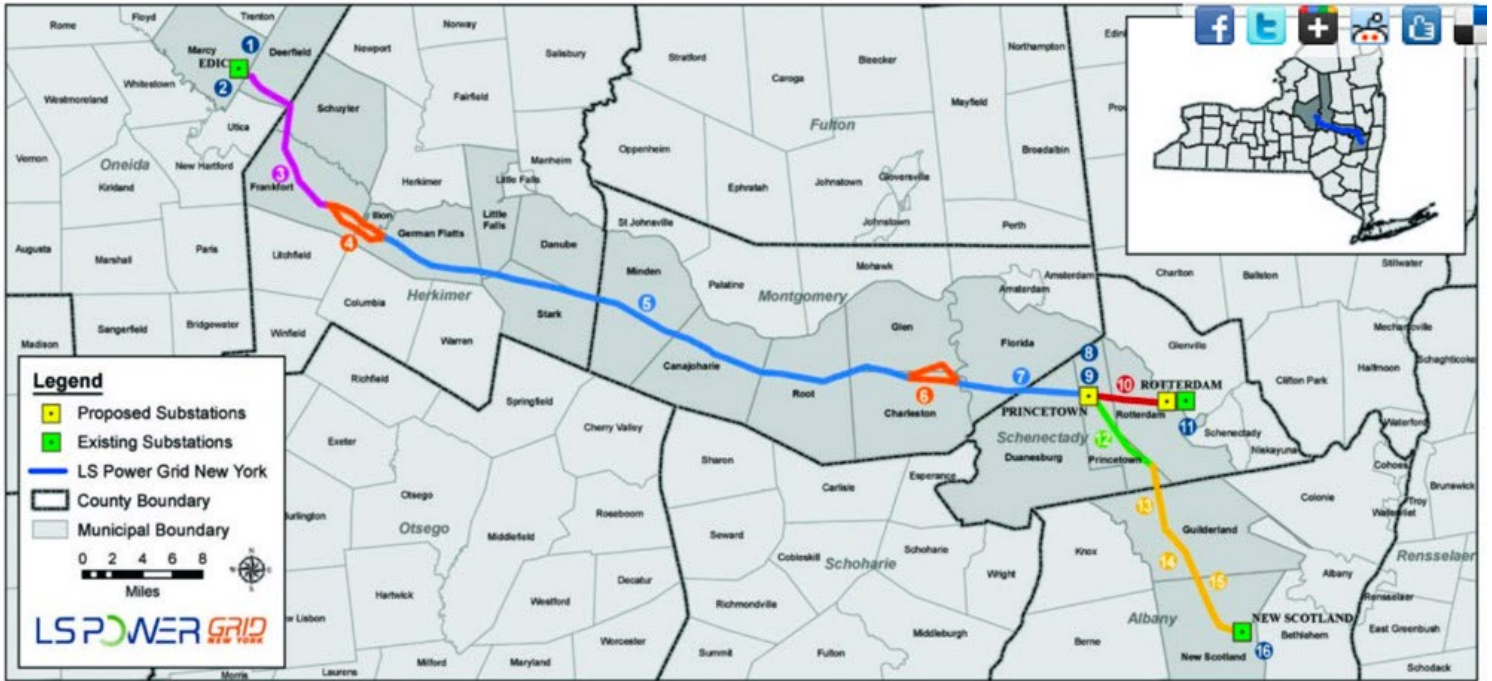 Rome
Floyd
Trenton
Marcy
1
Deerfield
EDIC
2
Whitestown
Westmoreland
Utica
Schuyler
Newport
Norway
Salisbury
Fairfield
Stratford
Caroga
Bleecker
Northampton
Mayfield
Fulton
Oppenheim
Ephratah
Johnstown
Gloversville
Johnstown
Broadalbin
Perth
Vernon
Oneida
New Hartford
Kirkland
3
Frankfort
Herkimer
Manheim
Little Falls
Ilion
German Flatts
Little
Falls
Danube
St Johnsville
Augusta
Marshall
Paris
Litchfield
4
Minden
Palatine
Mohawk
Montgomery
Amsterdam
Amsterdam
Charlton
Ballston
Stillwater
Columbia
Herkimer
5
Stark
Glen
Florida
Glenville
Mechanicville
Schaghticoke
Madison
Sangerfield
Bridgewater
Winfield
Warren
Canajoharie
Root
6
Charleston
7
8
9
10
ROTTERDAM
PRINCETOWN
Rotterdam
11
Clifton Park
Halfmoon
Waterford
Schenectady
Niskayuna
Schenectady
12
Princetown
Duanesburg
Richfield
Springfield
Cherry Valley
Exeter
Otsego
Otsego
Middlefield
Roseboom
Sharon
Carlisle
Esperance
Seward
Cobleskill
Schoharie
Schoharie
Wright
Knox
13
Guilderland
14
15
Colonie
Cohoes
Troy
Watervliet
Brunswick
Rensselaer
Albany
Rensselaer
Albany
NEW SCOTLAND
Bethlehem
East Greenbush
New Scotland
16
Schodack
Berne
Decatur
Hartwick
Westford
Worcester
Richmondville
Middleburgh
Summit
Fulton
Milford
Maryland
Laurens
Morris
Legend
Proposed Substations
Existing Substations
LS Power Grid New York
County Boundary
Municipal Boundary
0 2 4 6 8
Miles
LS POWER GRID
NEW YORK